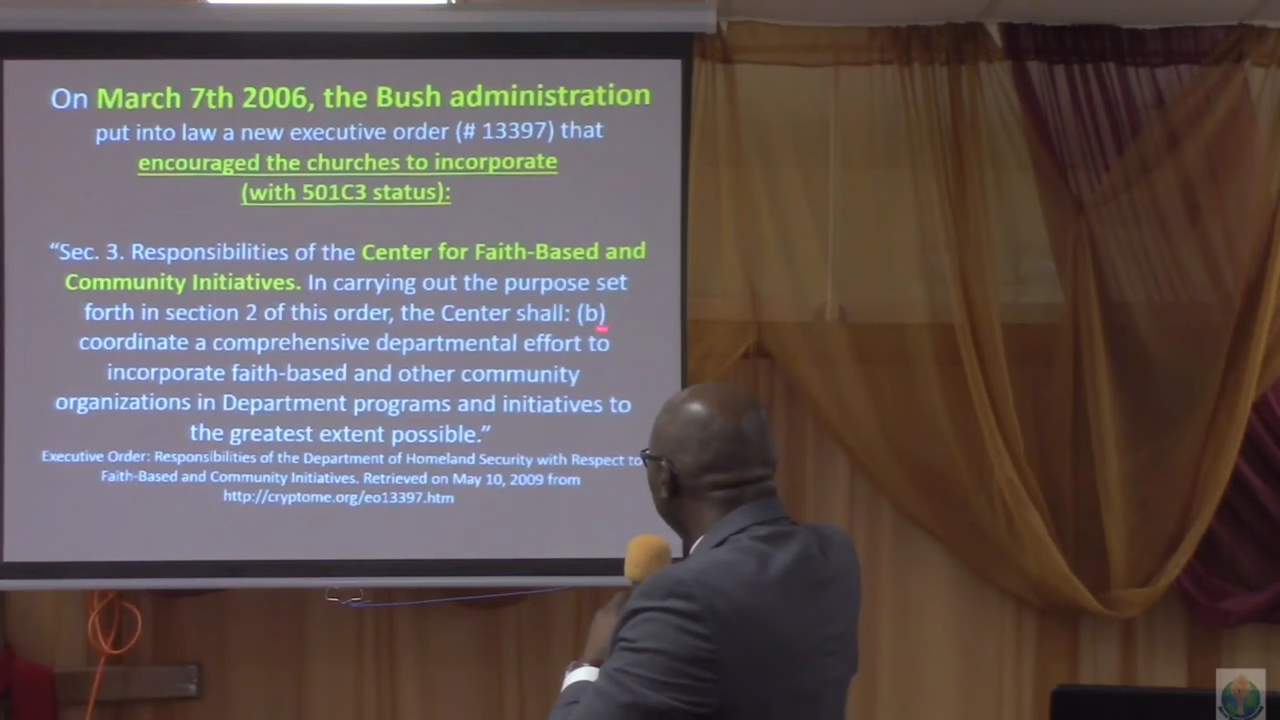 On March 7th 2006, the Bush administration
put into law a new executive order (# 13397) that
encouraged the churches to incorporate
(with 501C3 status):
“Sec. 3. Responsibilities of the Center for Faith-Based and
Community Initiatives. In carrying out the purpose set
forth in section 2 of this order, the Center shall: (b)
coordinate a comprehensive departmental effort to
incorporate faith-based and other community
organizations in Department programs and initiatives to
the greatest extent possible.”
Executive Order: Responsibilities of the Department of Homeland Security with Respect to
Faith-Based and Community Initiatives. Retrieved on May 10, 2009 from
http://cryptome.org/eo13397.htm